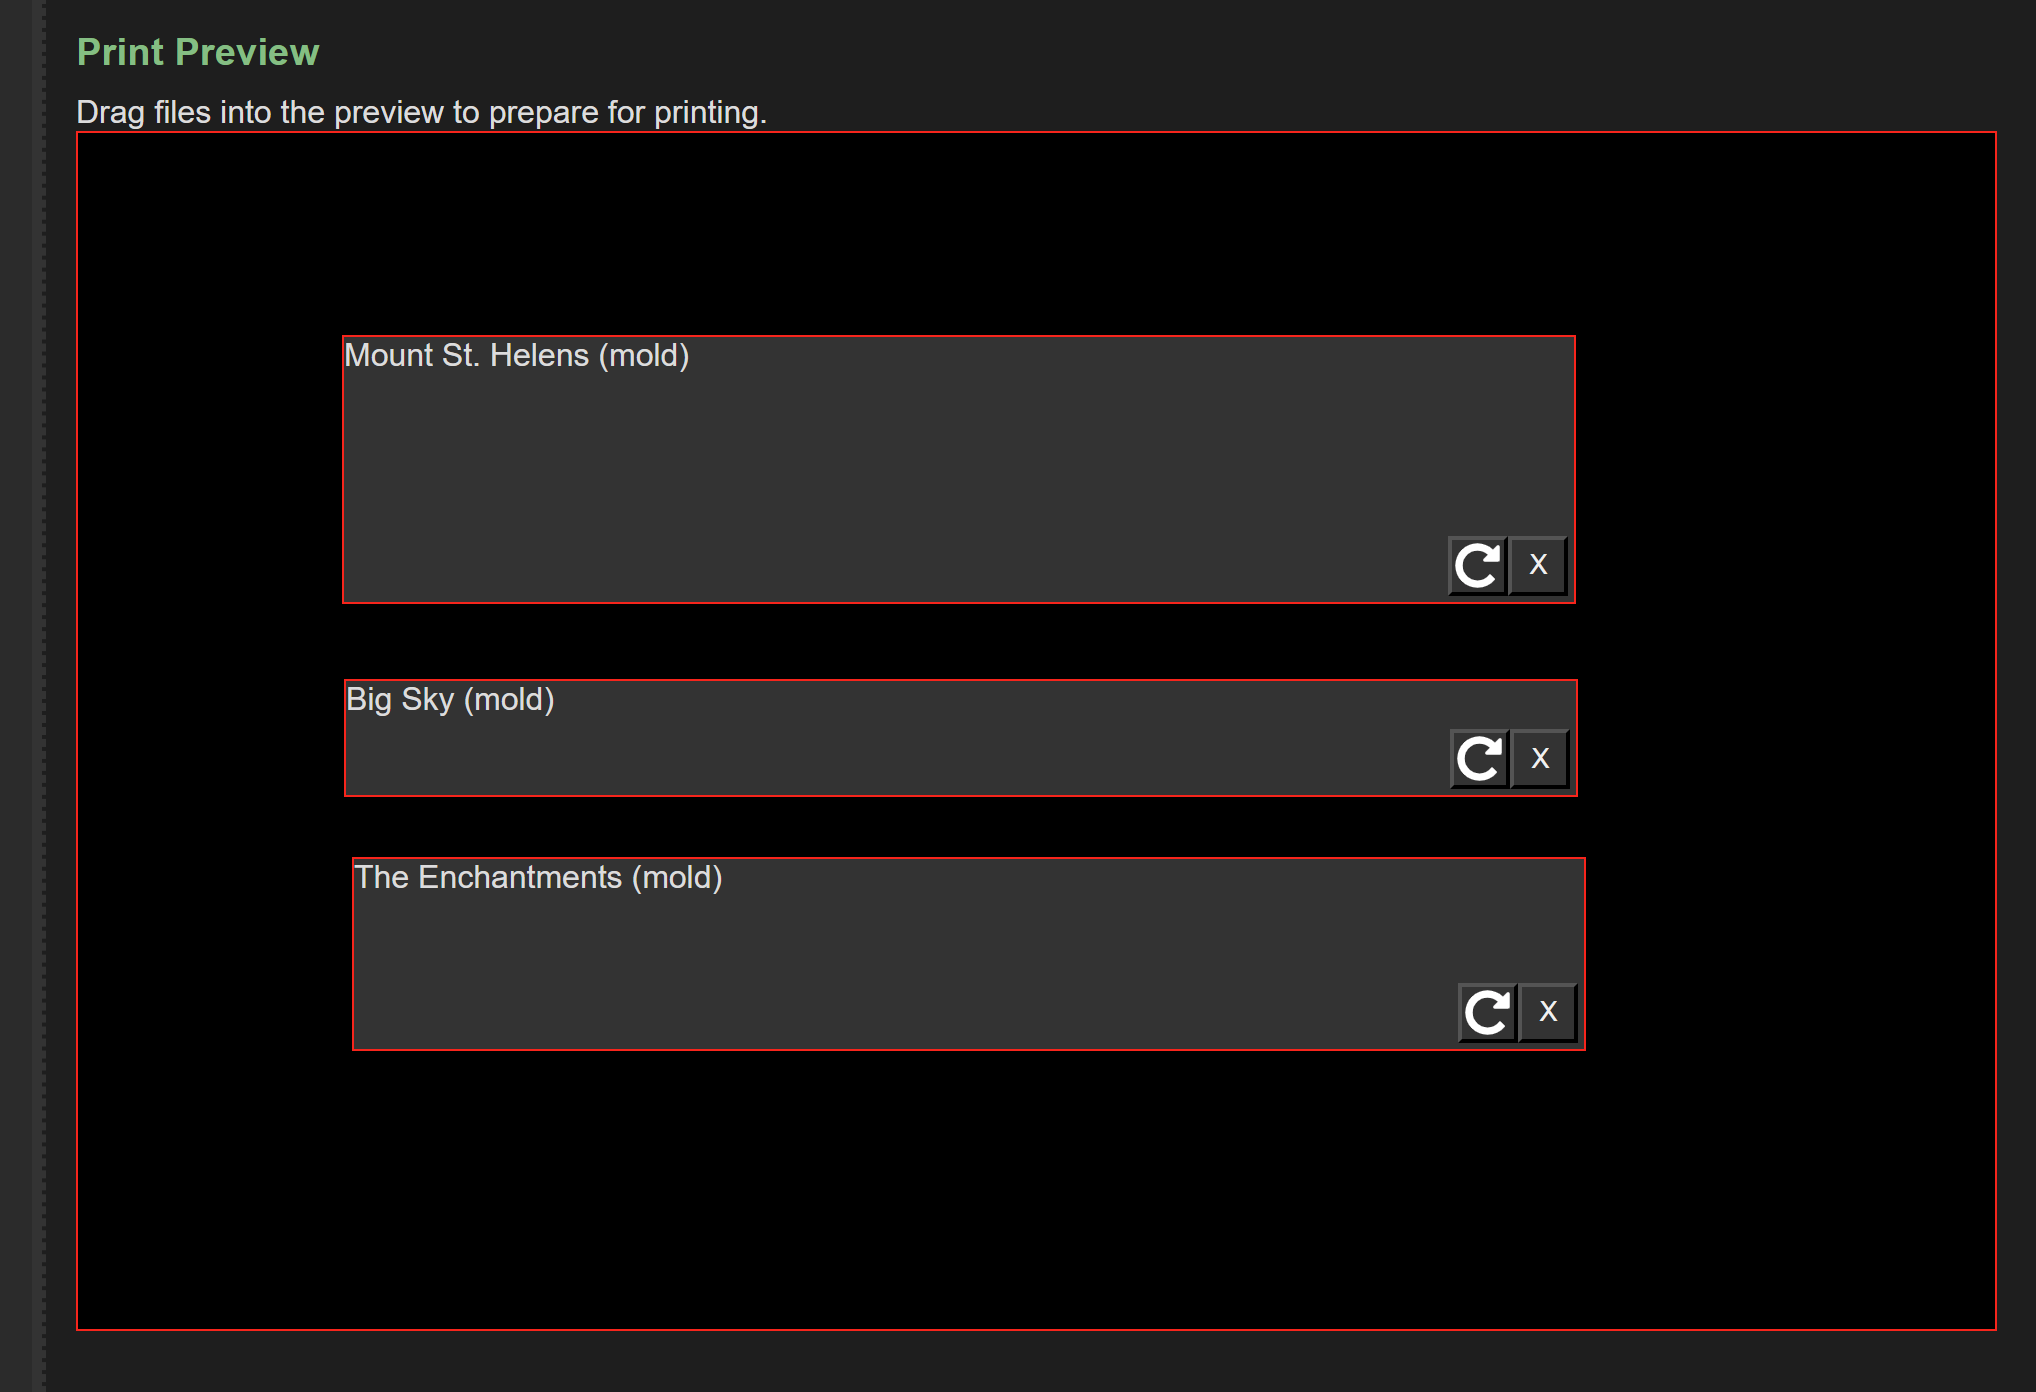 Print Preview
Drag files into the preview to prepare for printing.
Mount St. Helens (mold)
X
Big Sky (mold)
X
The Enchantments (mold)
X